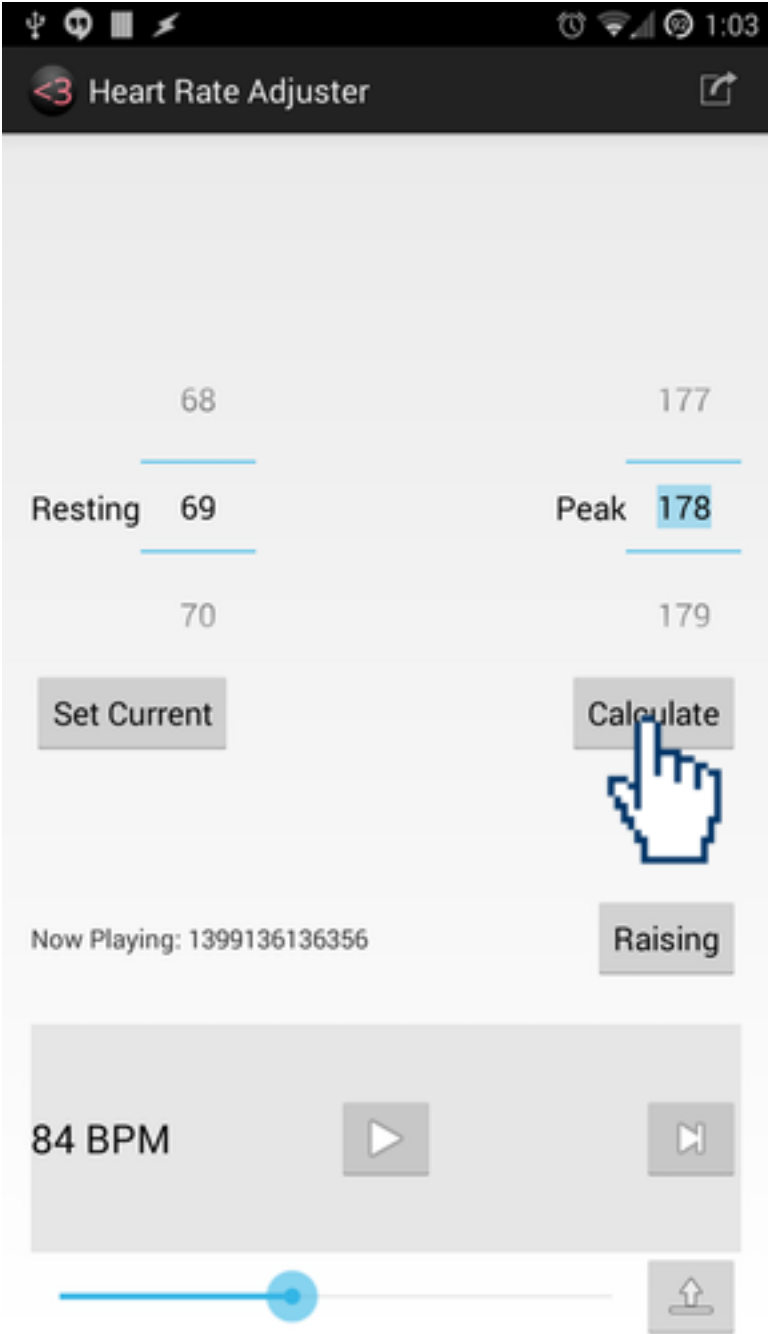 92 1:03
<3 Heart Rate Adjuster
68 177
Resting 69 Peak 178
70 179
Set Current Calculate
Now Playing: 1399136136356 Raising
84 BPM